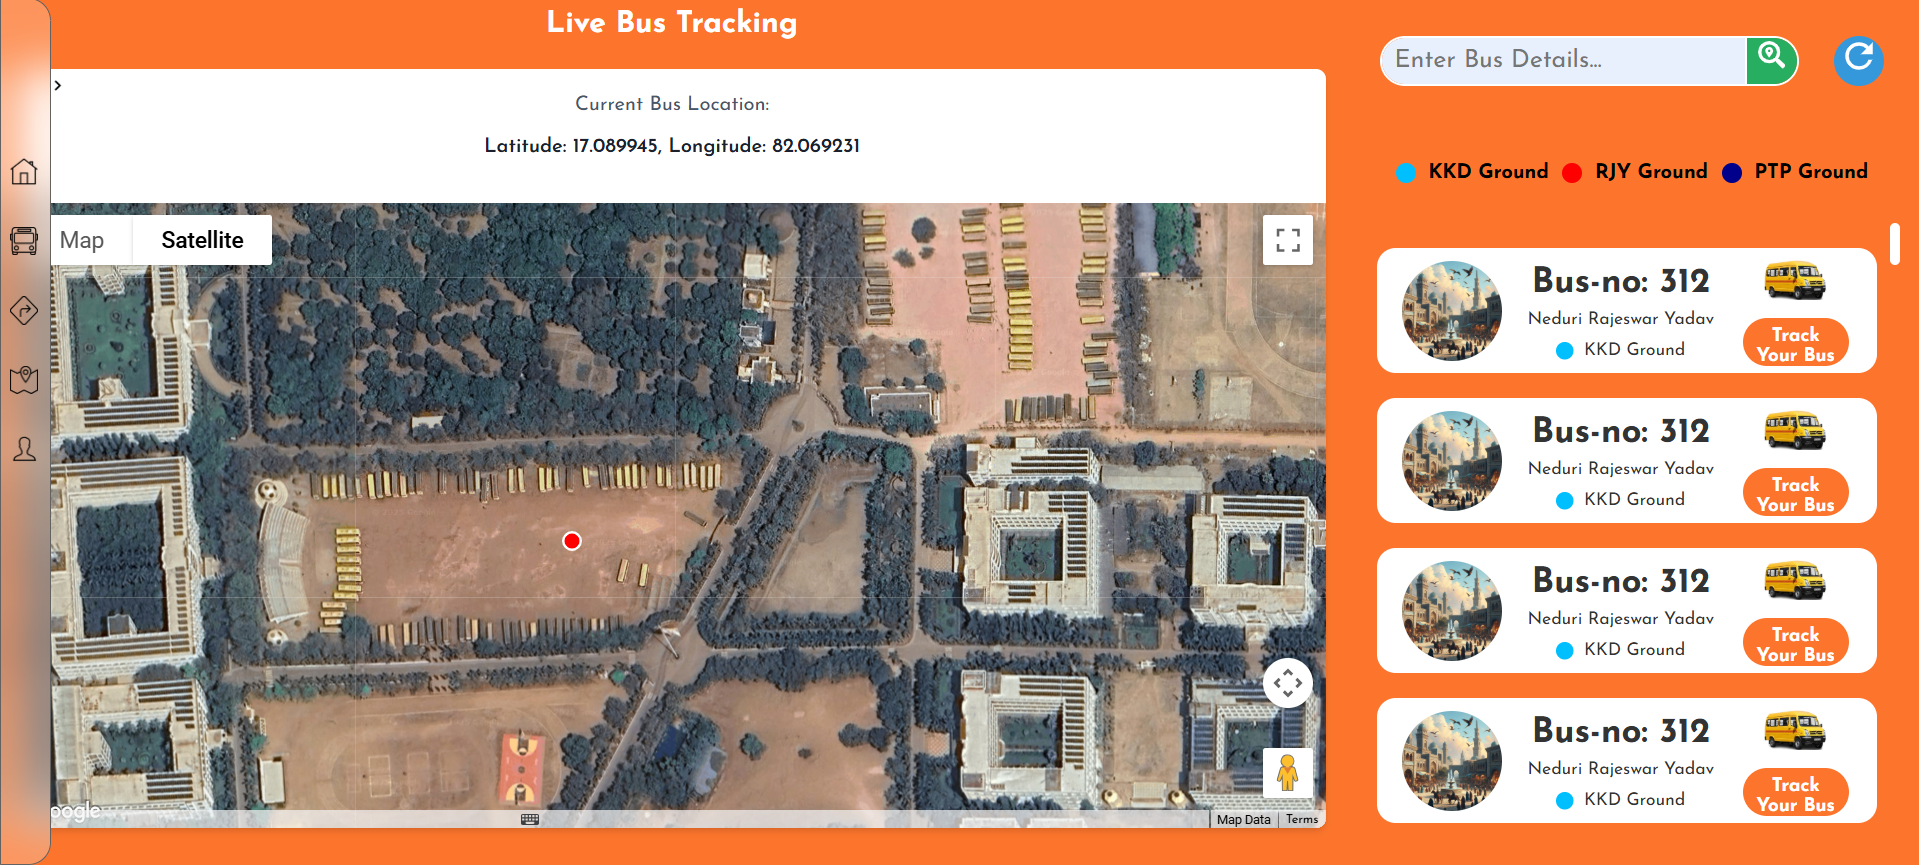 Live Bus Tracking
Enter Bus Details...
Current Bus Location:
Latitude: 17.089945, Longitude: 82.069231
KKD Ground
RJY Ground
PTP Ground
Map
Satellite
Bus-no: 312
Neduri Rajeswar Yadav
KKD Ground
Track
Your Bus
Bus-no: 312
Neduri Rajeswar Yadav
KKD Ground
Track
Your Bus
Bus-no: 312
Neduri Rajeswar Yadav
KKD Ground
Track
Your Bus
Bus-no: 312
Neduri Rajeswar Yadav
KKD Ground
Track
Your Bus
oogle
Map Data
Terms